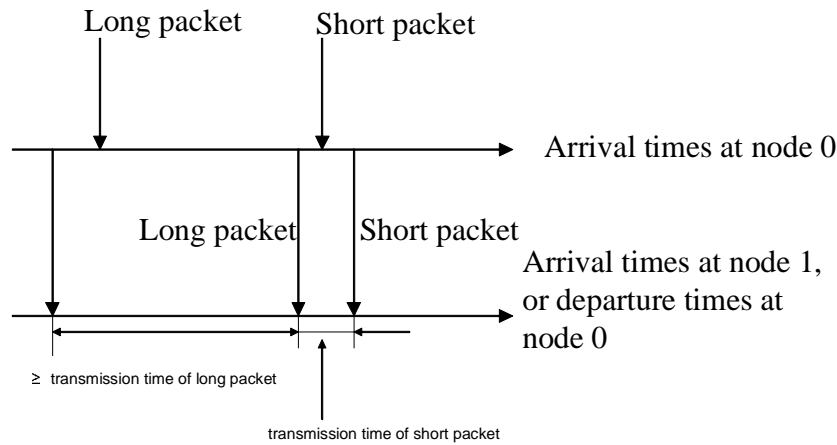 Long packet
Short packet
Arrival times at node 0
Long packet
Short packet
Arrival times at node 1,
or departure times at
node 0
≥ transmission time of long packet
transmission time of short packet